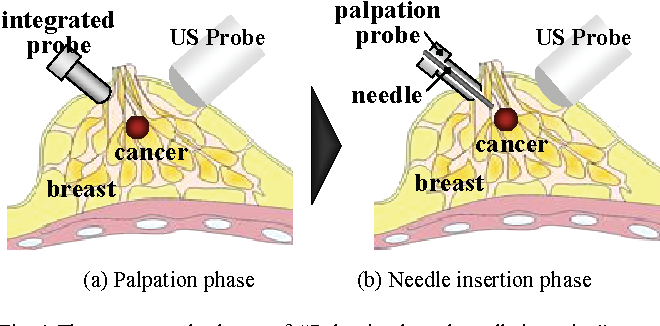 integrated
probe
US Probe
cancer
breast
(a) Palpation phase
palpation
probe
needle
US Probe
cancer
breast
(b) Needle insertion phase